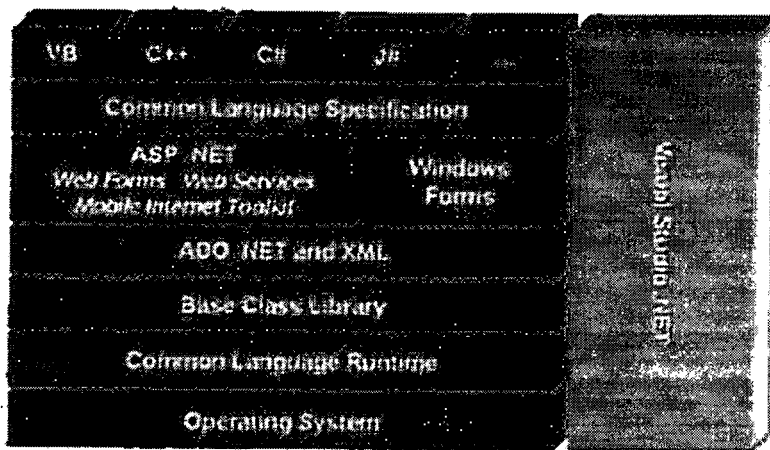 VB C++ C# J# ...
Common Language Specification
ASP .NET
Web Forms Web Services
Mobile Internet Toolkit
Windows
Forms
ADO .NET and XML
Base Class Library
Common Language Runtime
Operating System
Visual Studio .NET